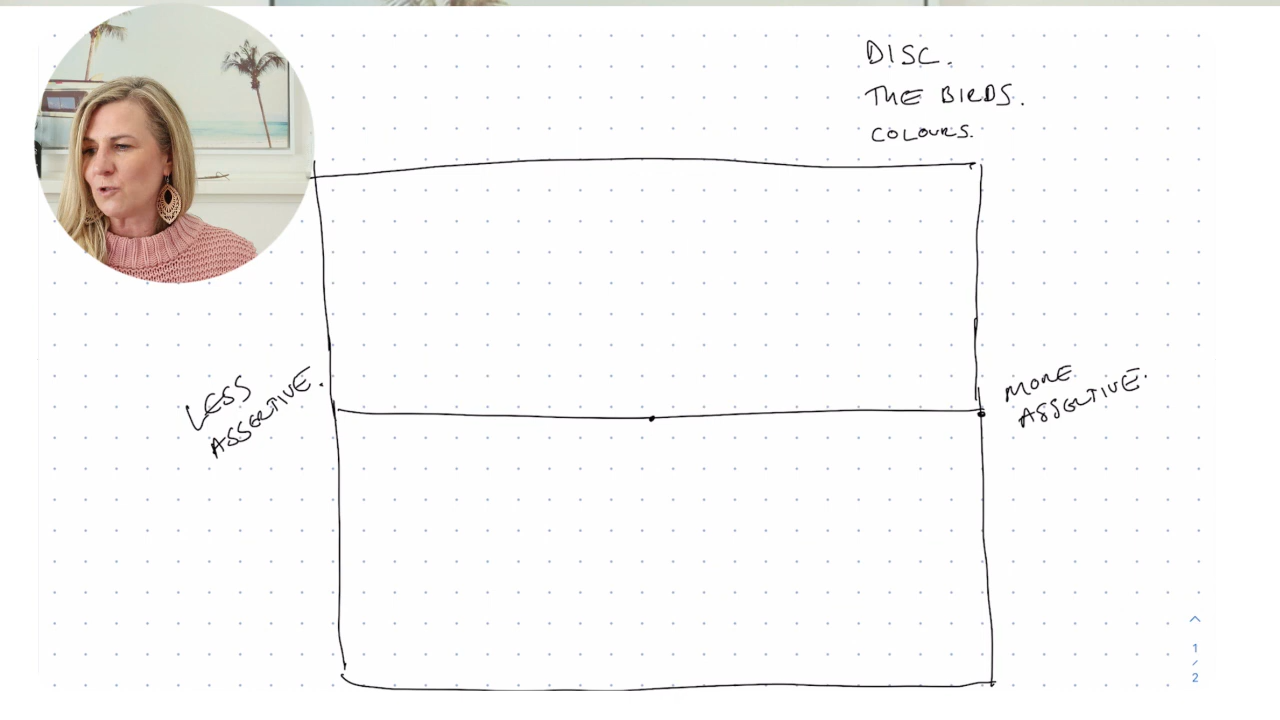 DISC.
THE BIRDS.
COLOURS.
LESS
ASSERTIVE.
MORE
ASSERTIVE.
1
/
2